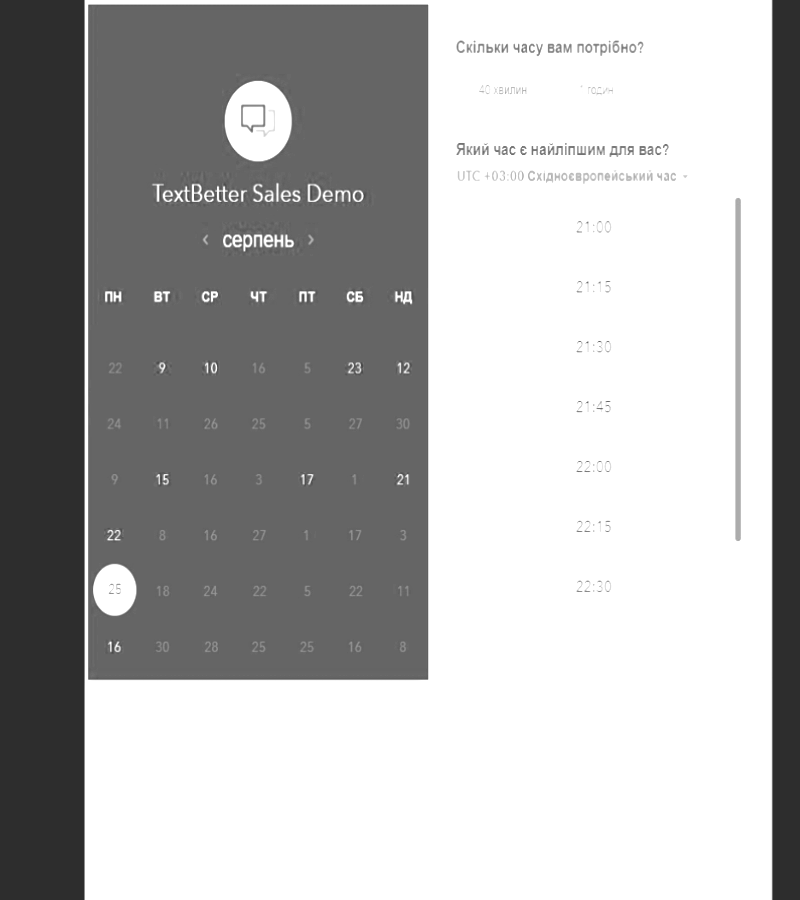 TextBetter Sales Demo
‹ серпень ›
ПН ВТ СР ЧТ ПТ СБ НД
22 9 10 16 5 23 12
24 11 26 25 5 27 30
9 15 16 3 17 1 21
22 8 16 27 1 17 3
25 18 24 22 5 22 11
16 30 28 25 25 16 8
Скільки часу вам потрібно?
40 хвилин 1 годин
Який час є найліпшим для вас?
UTC +03:00 Східноєвропейський час
21:00
21:15
21:30
21:45
22:00
22:15
22:30